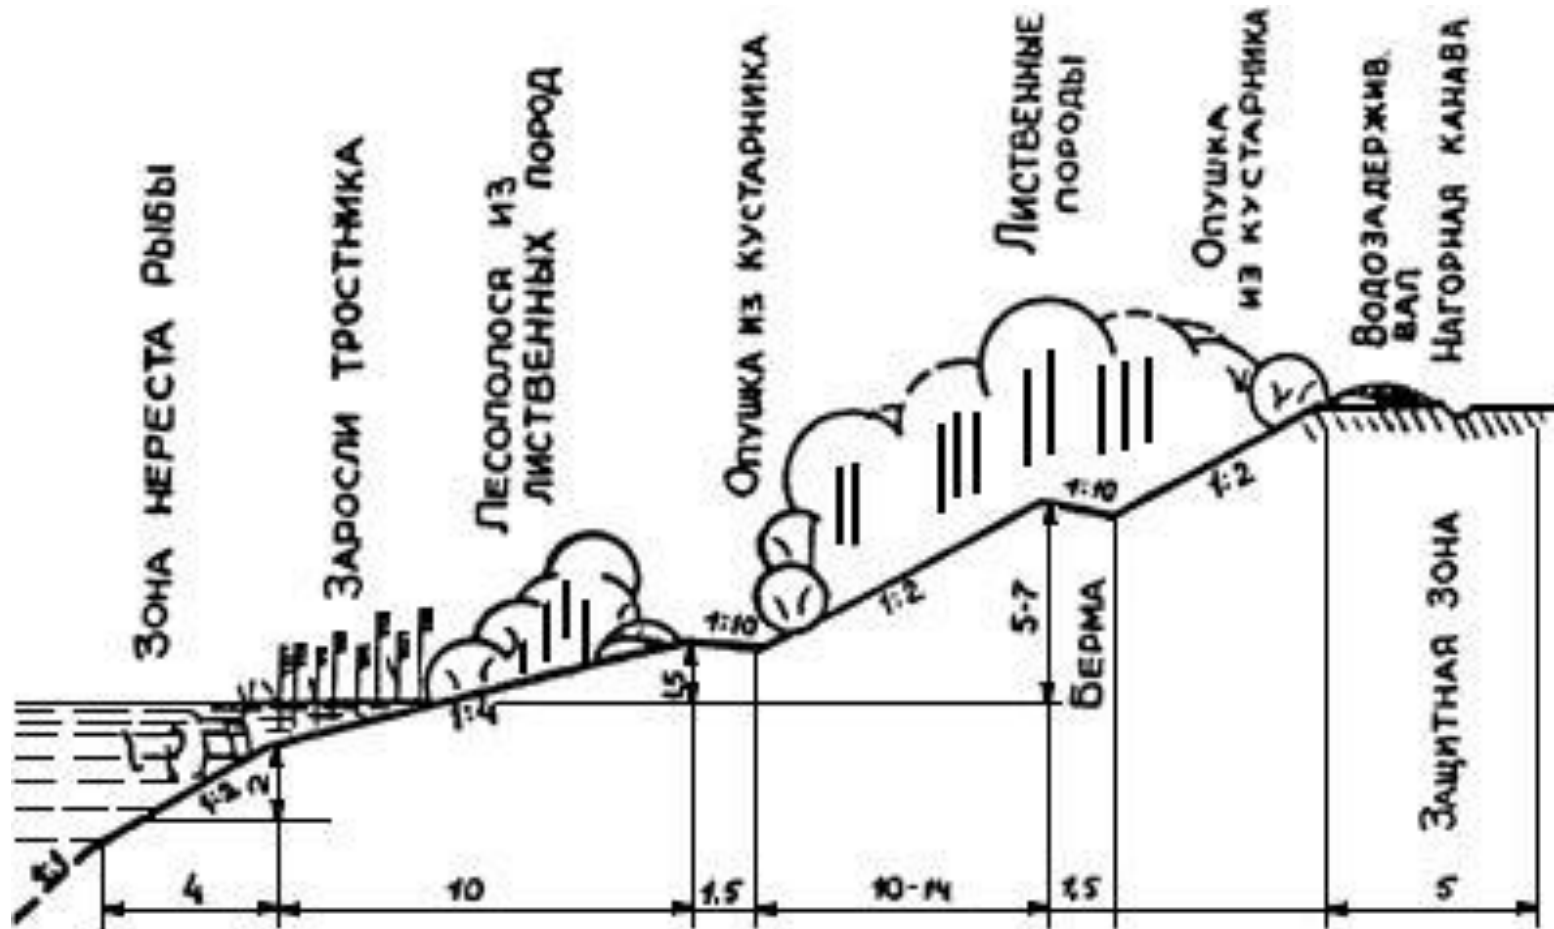 Зона нереста рыбы
Заросли тростника
Лесополоса из
лиственных пород
Опушка из кустарника
Лиственные
породы
Опушка
из кустарника
Водозадержив.
вал
Нагорная канава
1:10
1:2
1:10
1:2
5-7
Берма
Защитная зона
1,5
1:4
1:2
2
4
10
1,5
10-14
1,5
5